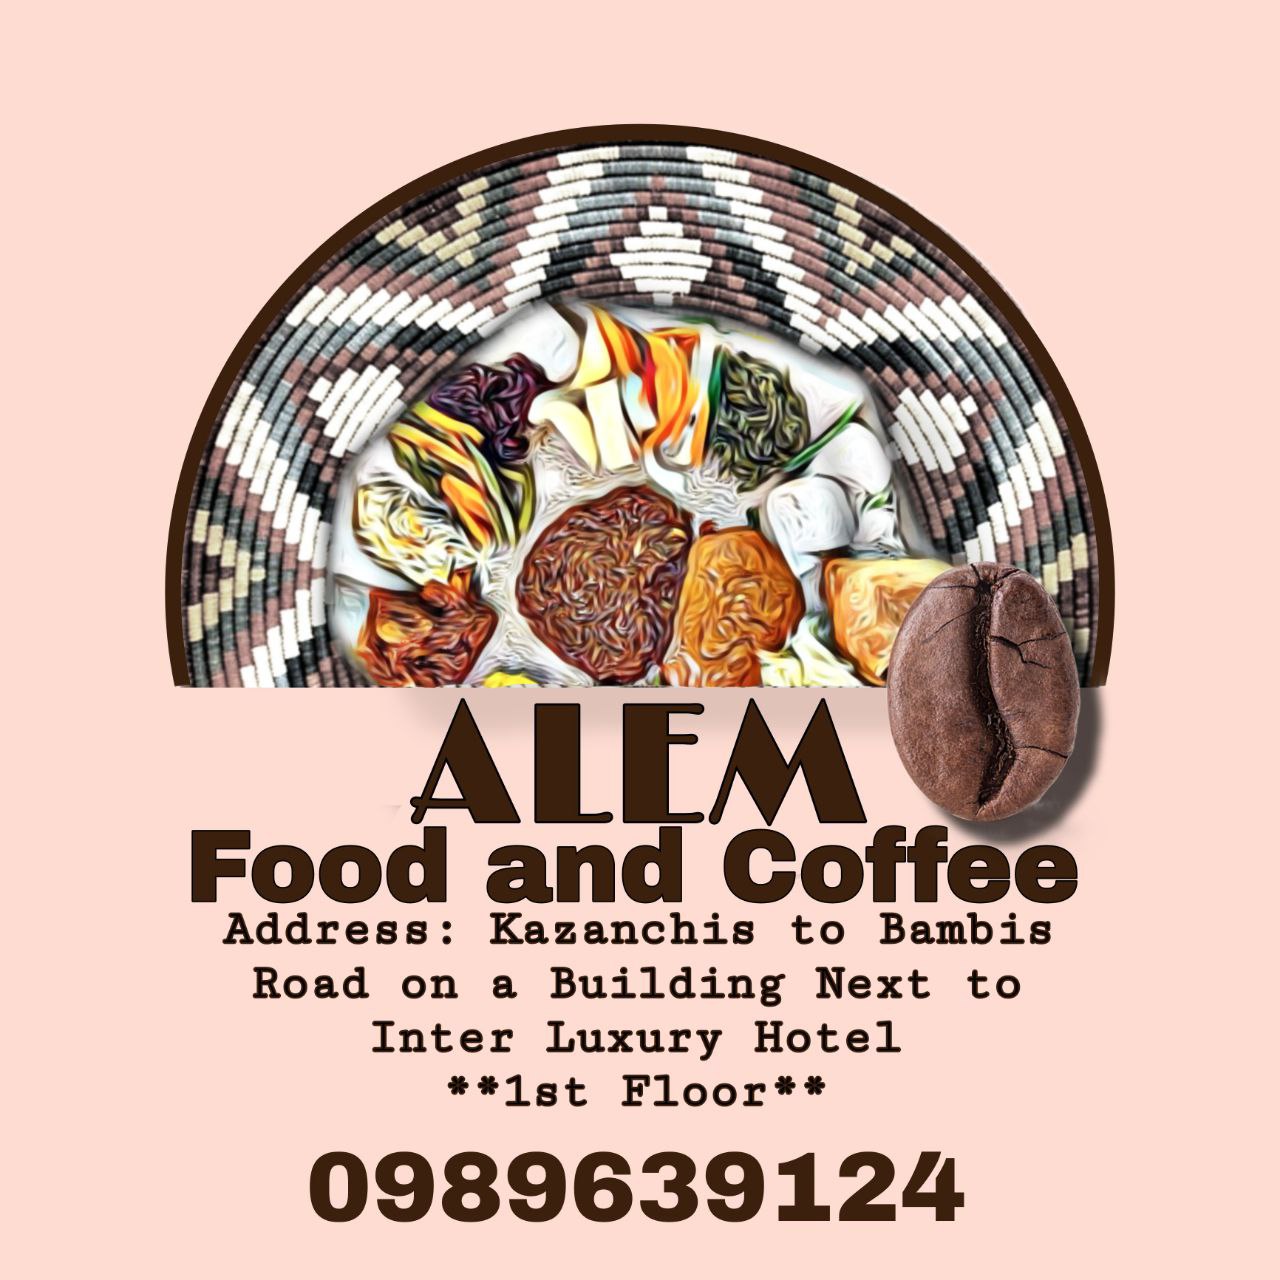 ALEM
Food and Coffee
Address: Kazanchis to Bambis
Road on a Building Next to
Inter Luxury Hotel
**1st Floor**
0989639124